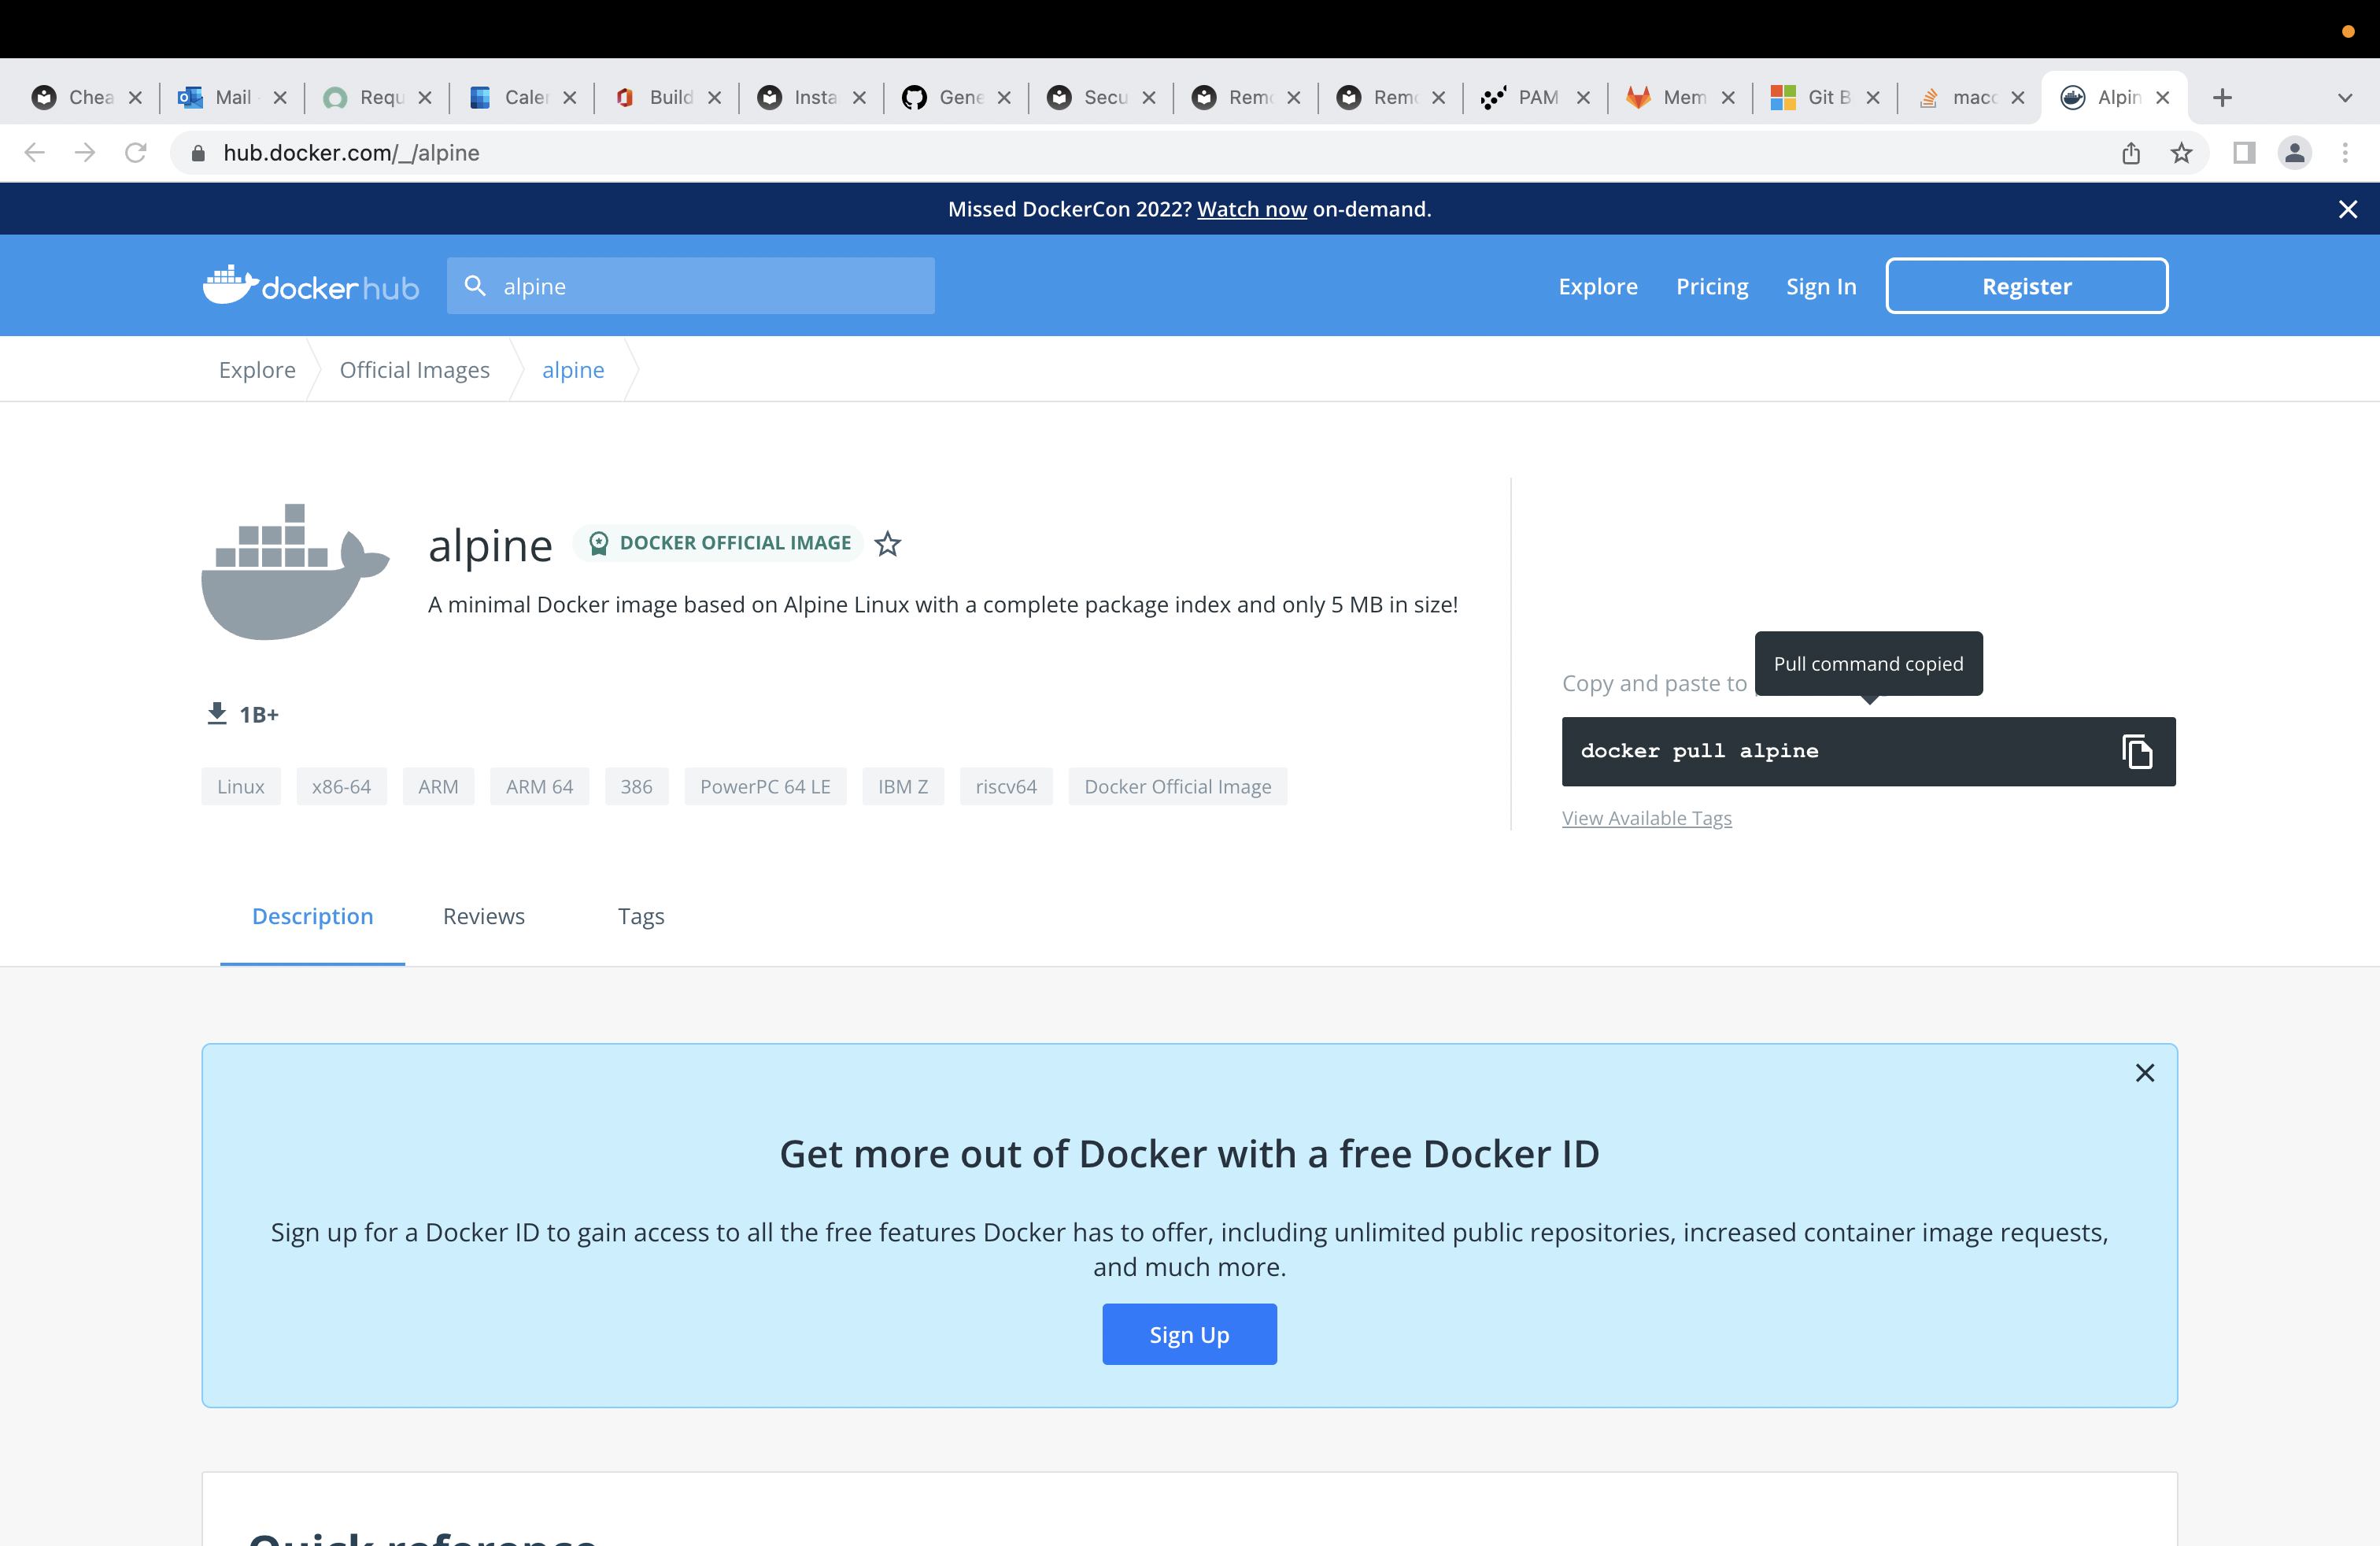 Chea
Mail
Requ
Caler
Build
Insta
Gene
Secu
Remo
Remo
PAM
Mem
Git B
macc
Alpin
hub.docker.com/_/alpine
Missed DockerCon 2022? Watch now on-demand.
docker hub
alpine
Explore
Pricing
Sign In
Register
Explore
Official Images
alpine
alpine
DOCKER OFFICIAL IMAGE
A minimal Docker image based on Alpine Linux with a complete package index and only 5 MB in size!
1B+
Linux
x86-64
ARM
ARM 64
386
PowerPC 64 LE
IBM Z
riscv64
Docker Official Image
Pull command copied
Copy and paste to
docker pull alpine
View Available Tags
Description
Reviews
Tags
Get more out of Docker with a free Docker ID
Sign up for a Docker ID to gain access to all the free features Docker has to offer, including unlimited public repositories, increased container image requests,
and much more.
Sign Up
Quick reference